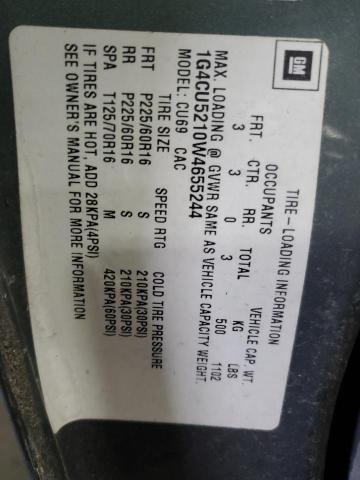 GM
TIRE-LOADING INFORMATION
OCCUPANTS VEHICLE CAP. WT.
FRT. CTR. RR. TOTAL KG LBS
3 3 0 3 500 1102
MAX. LOADING @ GVWR SAME AS VEHICLE CAPACITY WEIGHT.
1G4CU5210W4655244
MODEL: CU69 CAC
TIRE SIZE SPEED RTG COLD TIRE PRESSURE
FRT P225/60R16 S 210KPA(30PSI)
RR P225/60R16 S 210KPA(30PSI)
SPA T125/70R16 M 420KPA(60PSI)
IF TIRES ARE HOT, ADD 28KPA(4PSI)
SEE OWNER'S MANUAL FOR MORE INFORMATION